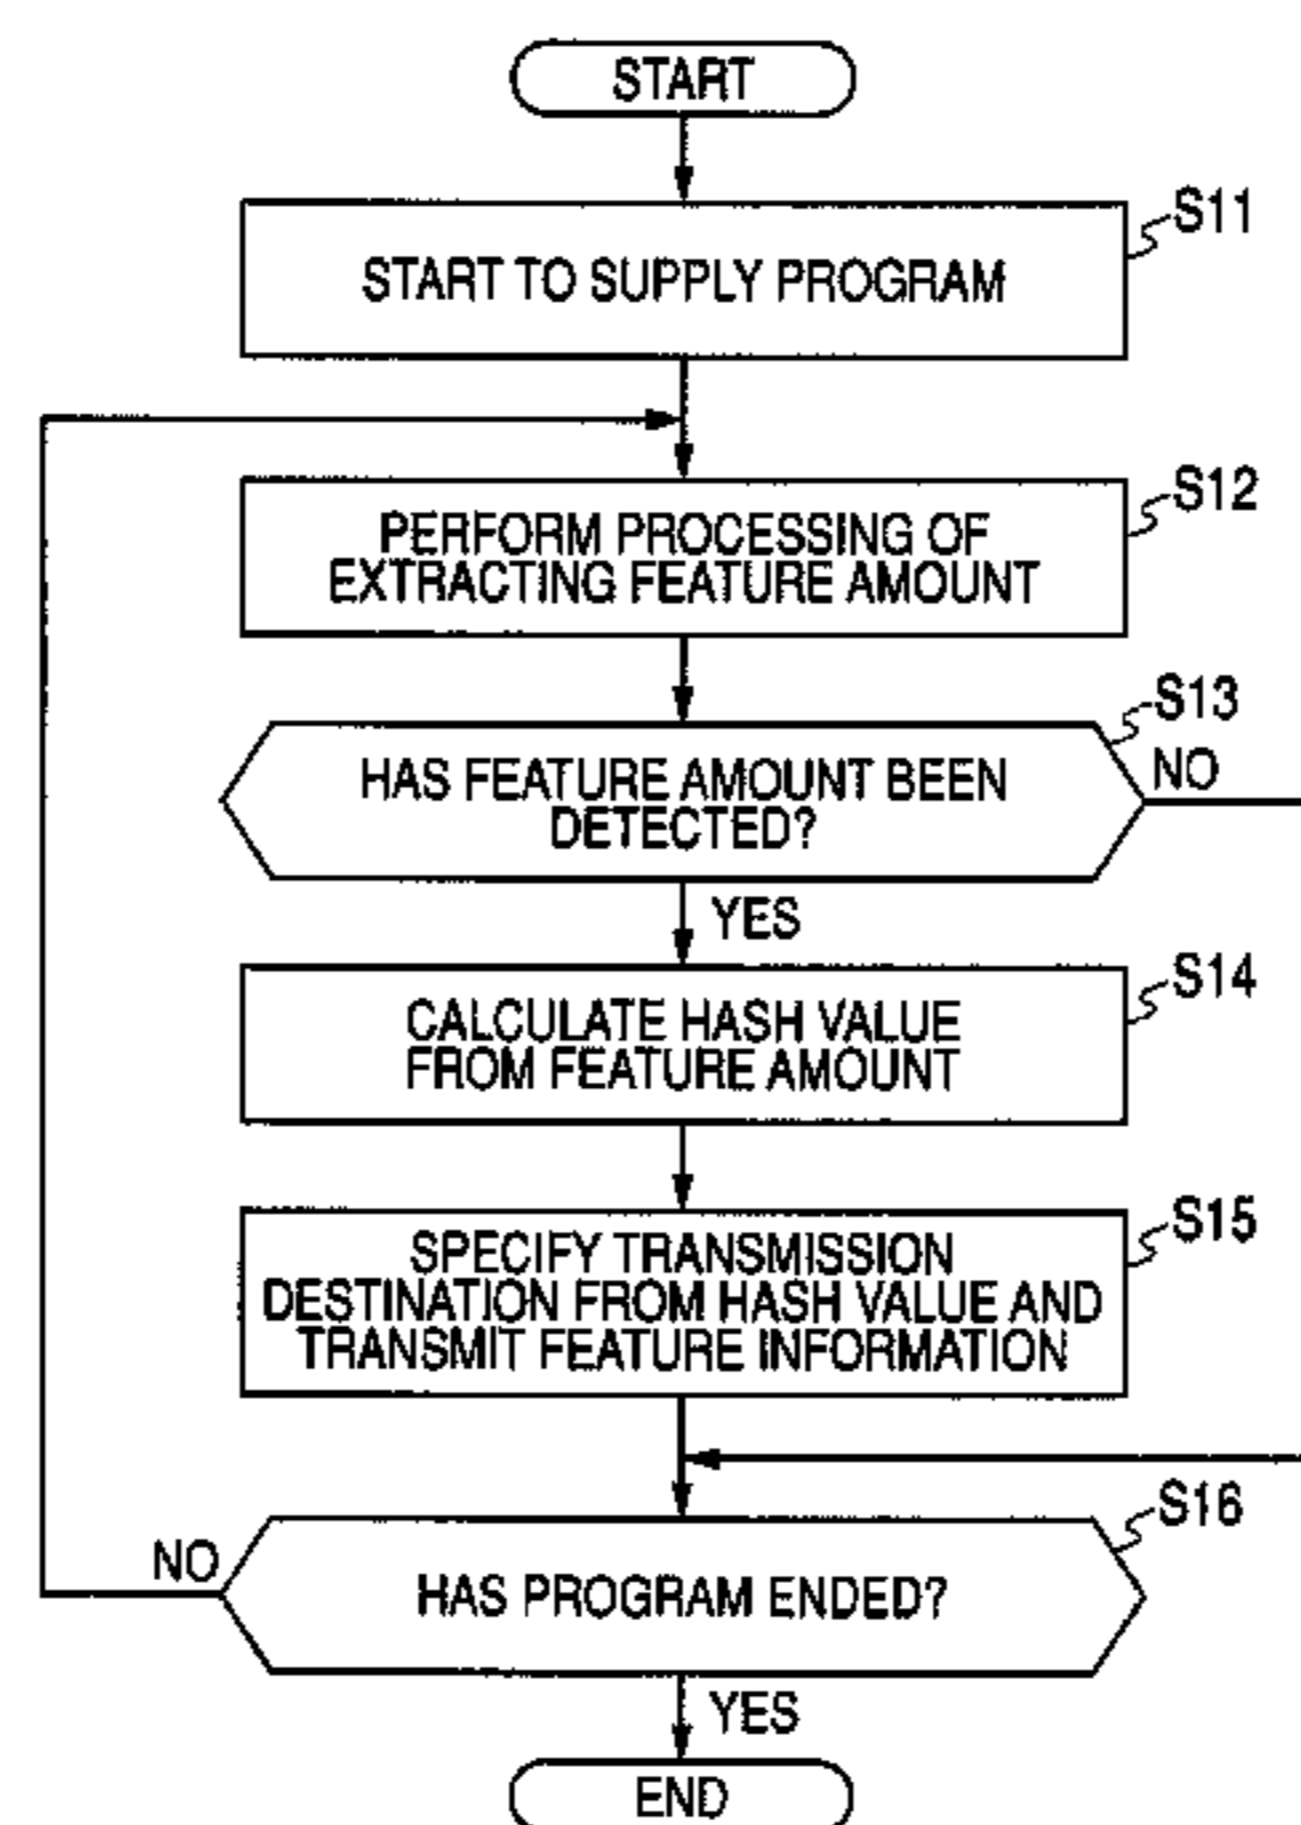 START
S11
START TO SUPPLY PROGRAM
S12
PERFORM PROCESSING OF
EXTRACTING FEATURE AMOUNT
S13
HAS FEATURE AMOUNT BEEN
DETECTED?
NO
YES
S14
CALCULATE HASH VALUE
FROM FEATURE AMOUNT
S15
SPECIFY TRANSMISSION
DESTINATION FROM HASH VALUE AND
TRANSMIT FEATURE INFORMATION
S16
NO
HAS PROGRAM ENDED?
YES
END